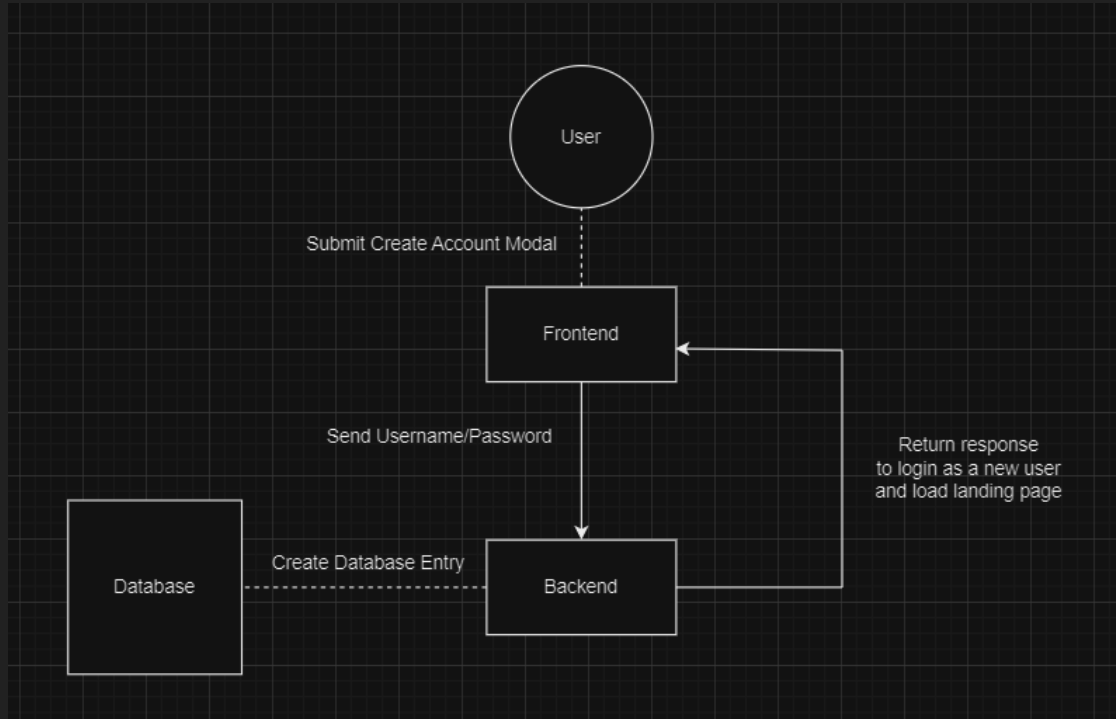 User
Submit Create Account Modal
Frontend
Send Username/Password
Return response
to login as a new user
and load landing page
Create Database Entry
Database
Backend